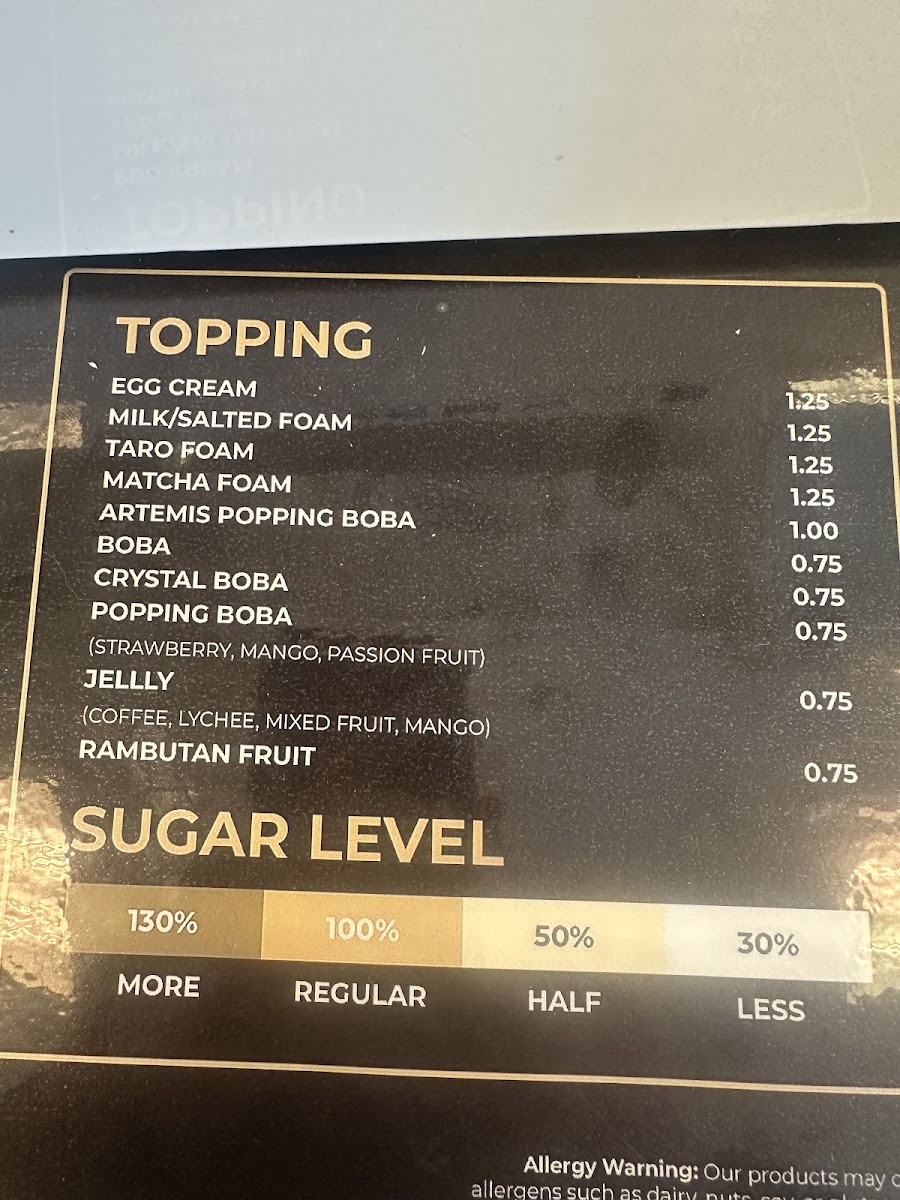 TOPPING
EGG CREAM 1.25
MILK/SALTED FOAM 1.25
TARO FOAM 1.25
MATCHA FOAM 1.25
ARTEMIS POPPING BOBA 1.00
BOBA 0.75
CRYSTAL BOBA 0.75
POPPING BOBA 0.75
(STRAWBERRY, MANGO, PASSION FRUIT)
JELLLY 0.75
(COFFEE, LYCHEE, MIXED FRUIT, MANGO)
RAMBUTAN FRUIT 0.75
SUGAR LEVEL
130% 100% 50% 30%
MORE REGULAR HALF LESS
Allergy Warning: Our products may
allergens such as dairy, nuts, soy